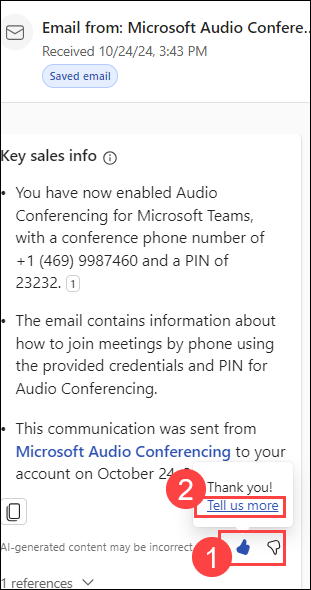 Email from: Microsoft Audio Confere..
Received 10/24/24, 3:43 PM
Saved email
Key sales info
• You have now enabled Audio
Conferencing for Microsoft Teams,
with a conference phone number of
+1 (469) 9987460 and a PIN of
23232. 1
• The email contains information about
how to join meetings by phone using
the provided credentials and PIN for
Audio Conferencing.
• This communication was sent from
Microsoft Audio Conferencing to your
account on October 24,
2
Thank you!
Tell us more
AI-generated content may be incorrect
1
1 references